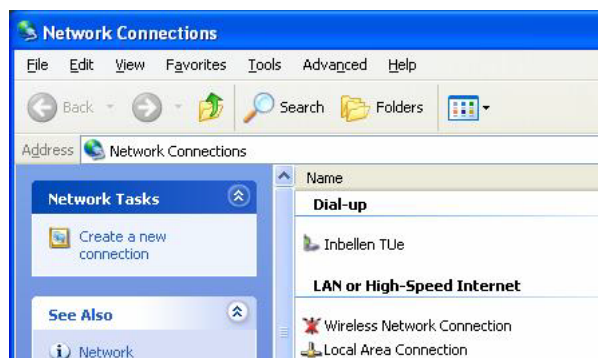 Network Connections
File Edit View Favorites Tools Advanced Help
Back Search Folders
Address Network Connections
Network Tasks
Create a new
connection
See Also
Network
Name
Dial-up
Inbellen TUe
LAN or High-Speed Internet
Wireless Network Connection
Local Area Connection